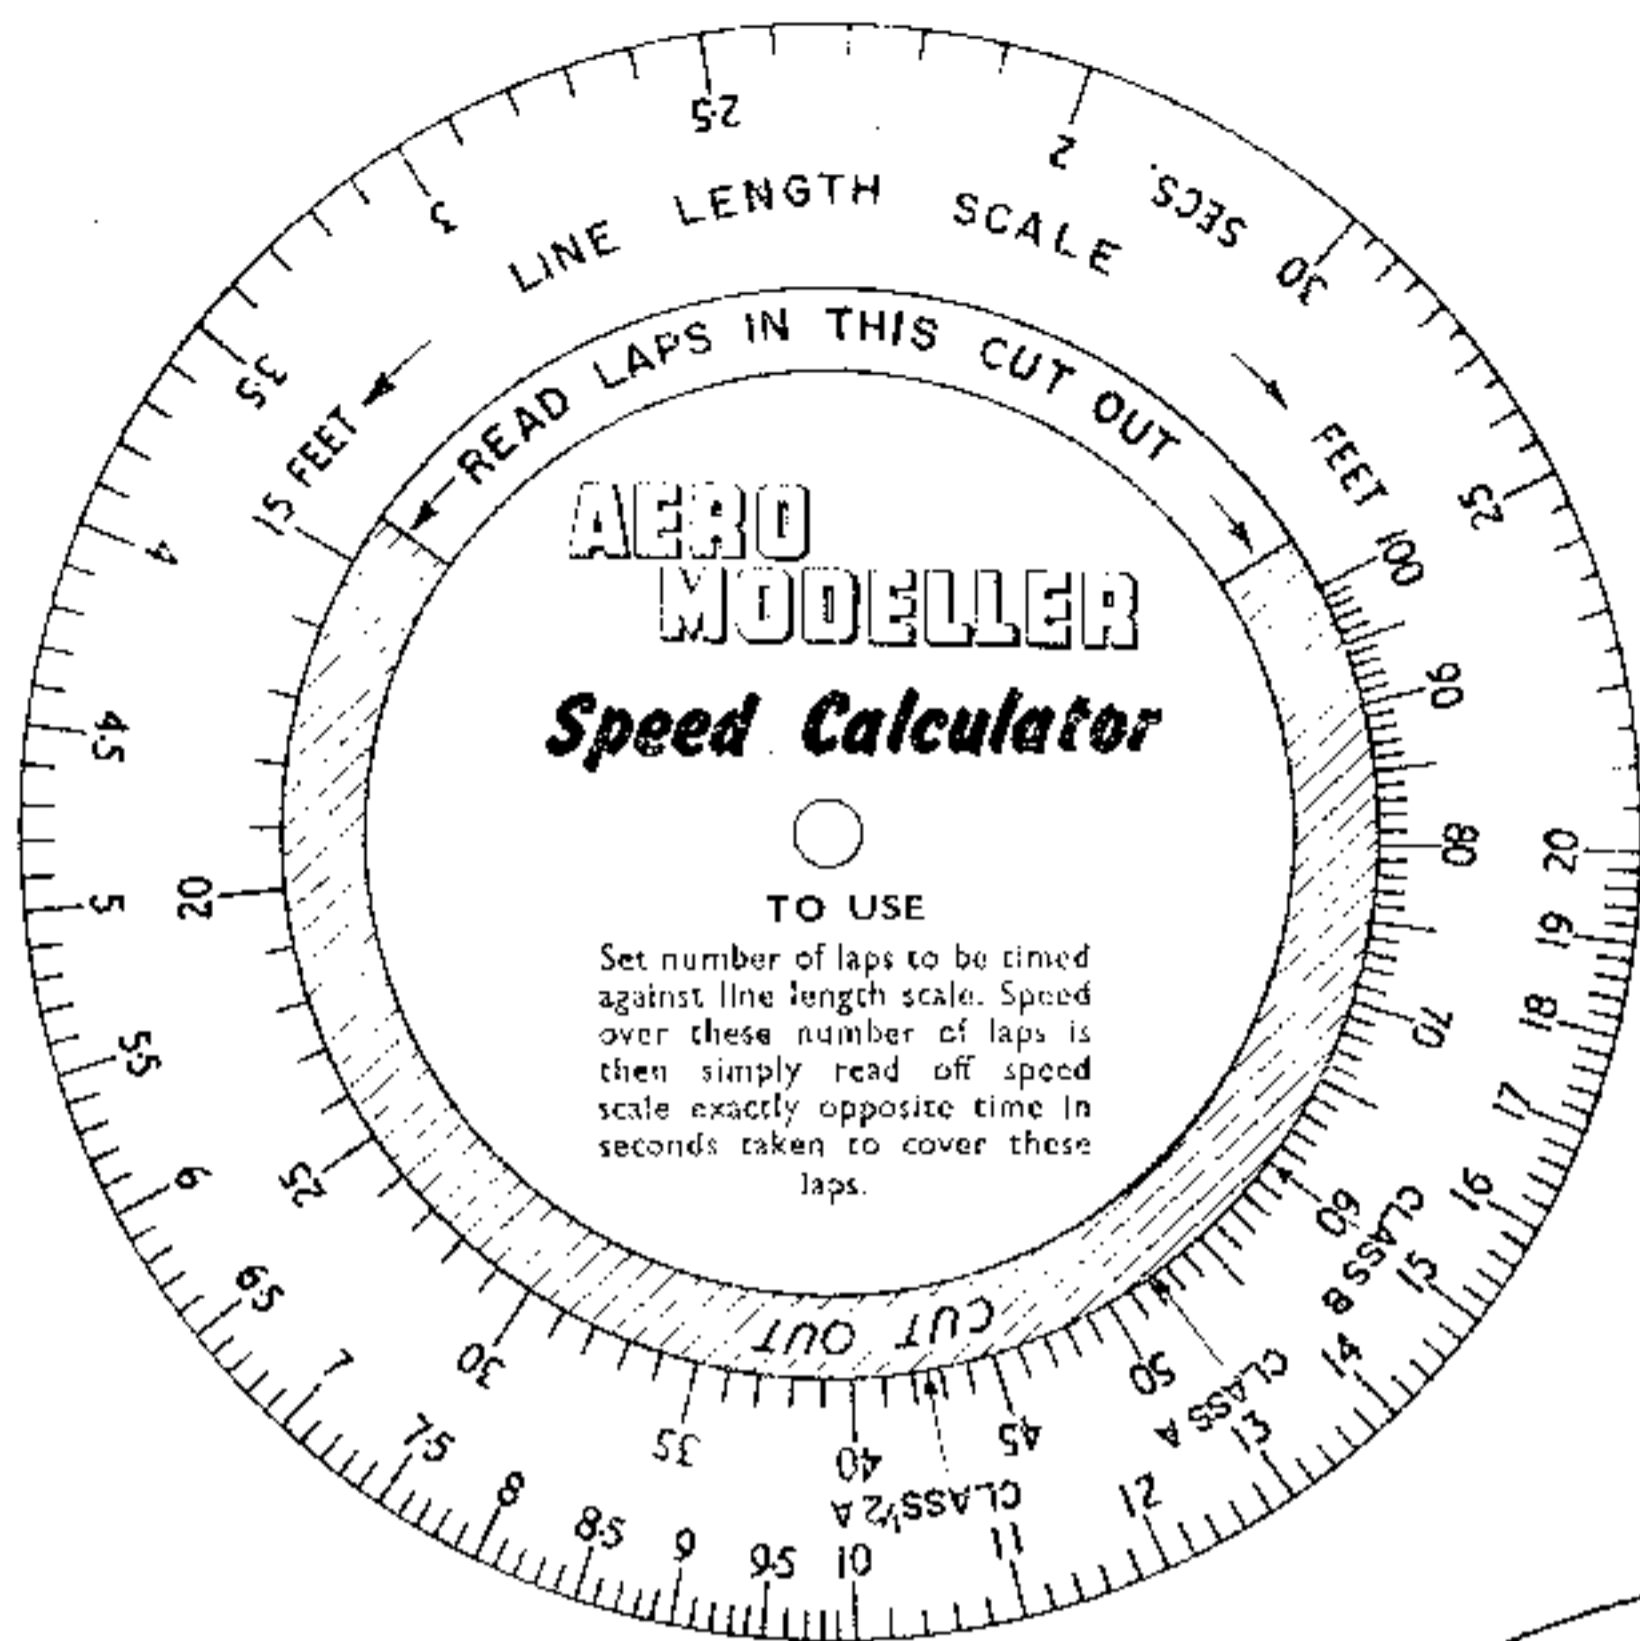 LINE LENGTH SCALE
SECS.
FEET
FEET
READ LAPS IN THIS CUT OUT
AERO
MODELLER
Speed Calculator
TO USE
Set number of laps to be timed
against line length scale. Speed
over these number of laps is
then simply read off speed
scale exactly opposite time in
seconds taken to cover these
laps.
CUT OUT
CLASS ½ A
CLASS A
CLASS B
15
20
25
30
35
40
45
50
60
70
80
90
100
2
2.5
3
3.5
4
4.5
5
5.5
6
6.5
7
7.5
8
8.5
9
9.5
10
11
12
13
14
15
16
17
18
19
20
25
30